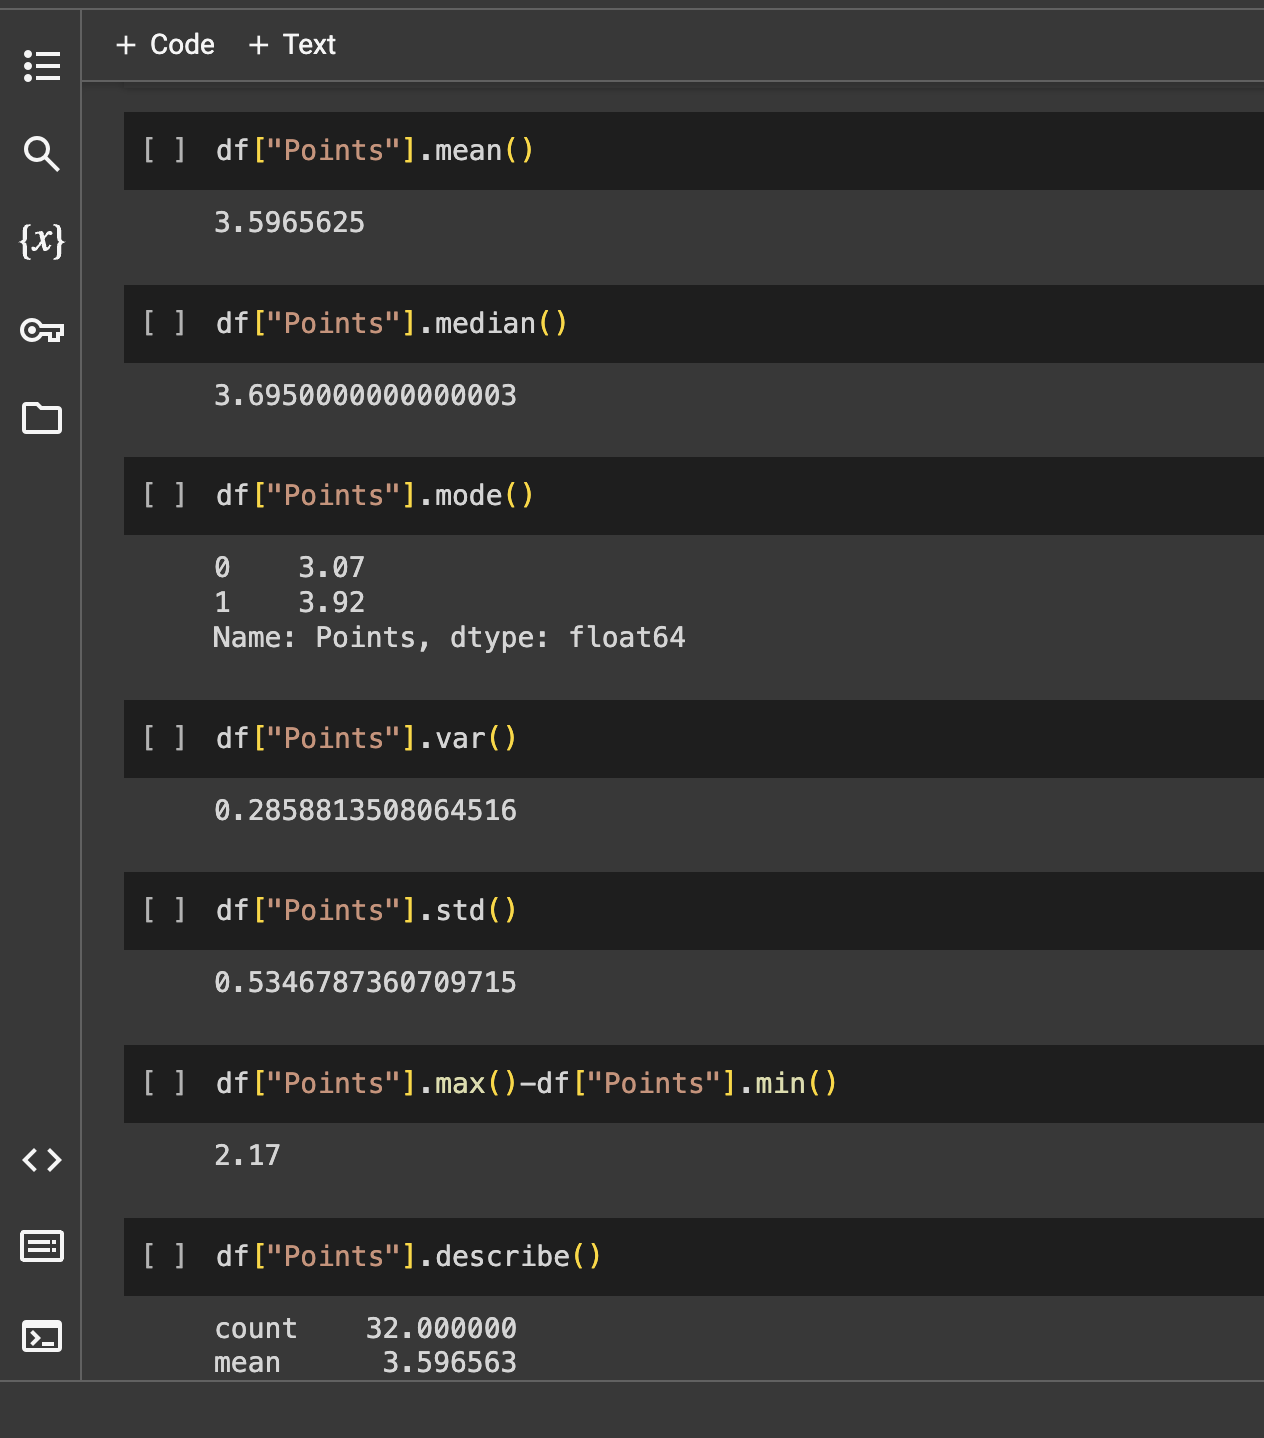 + Code + Text
[ ] df["Points"].mean()
3.5965625
[ ] df["Points"].median()
3.6950000000000003
[ ] df["Points"].mode()
0    3.07
1    3.92
Name: Points, dtype: float64
[ ] df["Points"].var()
0.2858813508064516
[ ] df["Points"].std()
0.5346787360709715
[ ] df["Points"].max()-df["Points"].min()
2.17
[ ] df["Points"].describe()
count    32.000000
mean      3.596563
{x}